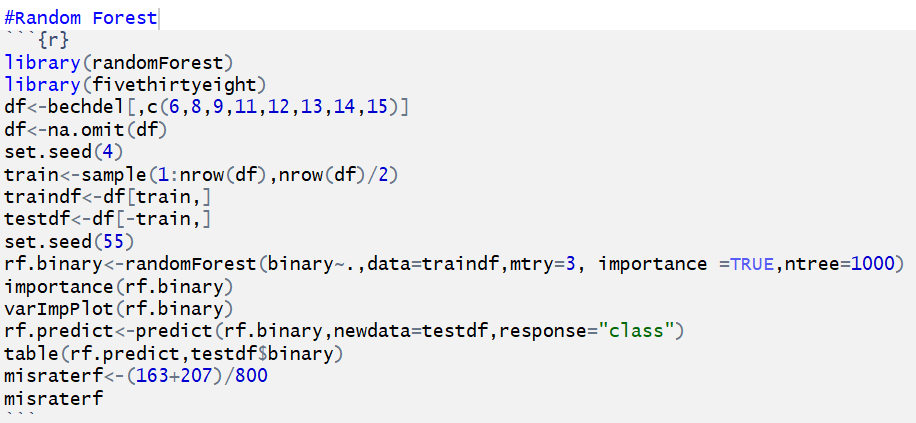 #Random Forest
```{r}
library(randomForest)
library(fivethirtyeight)
df<-bechdel[,c(6,8,9,11,12,13,14,15)]
df<-na.omit(df)
set.seed(4)
train<-sample(1:nrow(df),nrow(df)/2)
traindf<-df[train,]
testdf<-df[-train,]
set.seed(55)
rf.binary<-randomForest(binary~.,data=traindf,mtry=3, importance =TRUE,ntree=1000)
importance(rf.binary)
varImpPlot(rf.binary)
rf.predict<-predict(rf.binary,newdata=testdf,response="class")
table(rf.predict,testdf$binary)
misraterf<-(163+207)/800
misraterf
```